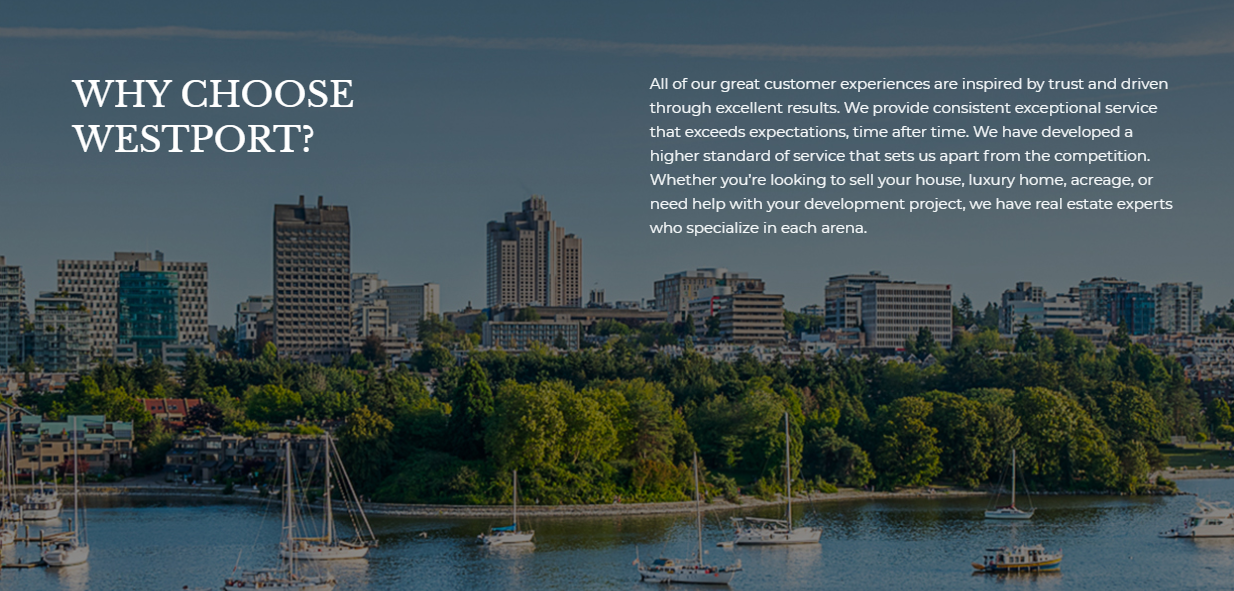 WHY CHOOSE
WESTPORT?
All of our great customer experiences are inspired by trust and driven
through excellent results. We provide consistent exceptional service
that exceeds expectations, time after time. We have developed a
higher standard of service that sets us apart from the competition.
Whether you're looking to sell your house, luxury home, acreage, or
need help with your development project, we have real estate experts
who specialize in each arena.